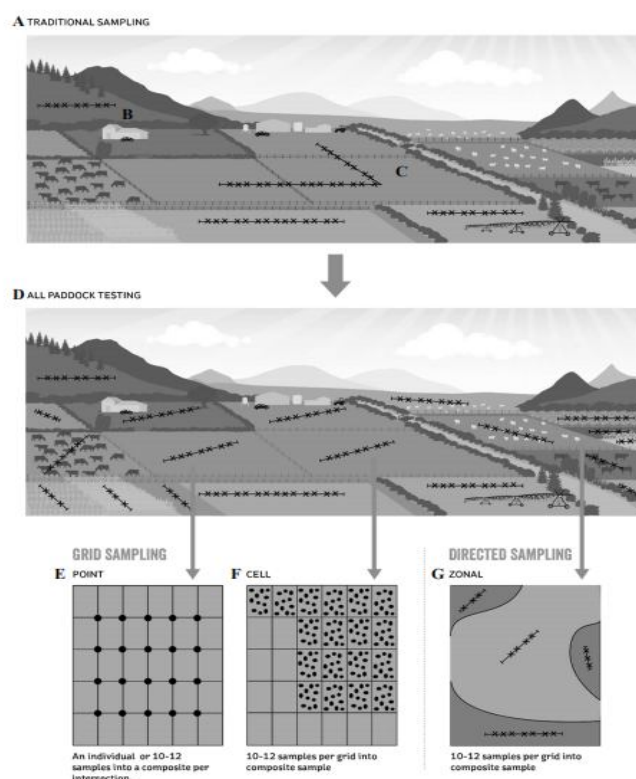 A TRADITIONAL SAMPLING
B
C
D ALL PADDOCK TESTING
GRID SAMPLING
DIRECTED SAMPLING
E POINT
F CELL
G ZONAL
An individual or 10-12
samples into a composite per
intersection
10-12 samples per grid into
composite sample
10-12 samples per grid into
composite sample